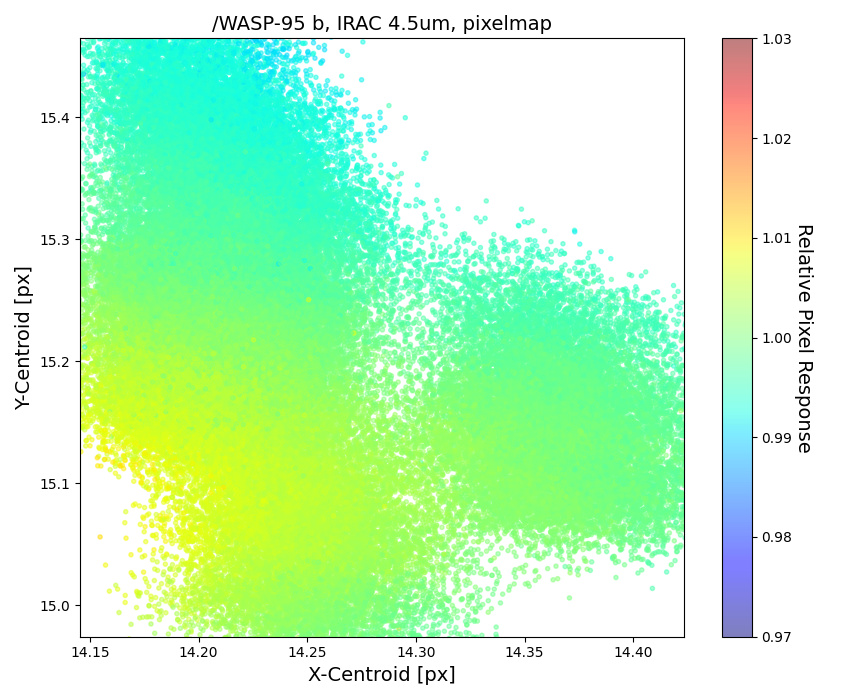 /WASP-95 b, IRAC 4.5um, pixelmap
Y-Centroid [px]
15.4
15.3
15.2
15.1
15.0
14.15 14.20 14.25 14.30 14.35 14.40
X-Centroid [px]
1.03
1.02
1.01
1.00
0.99
0.98
0.97
Relative Pixel Response